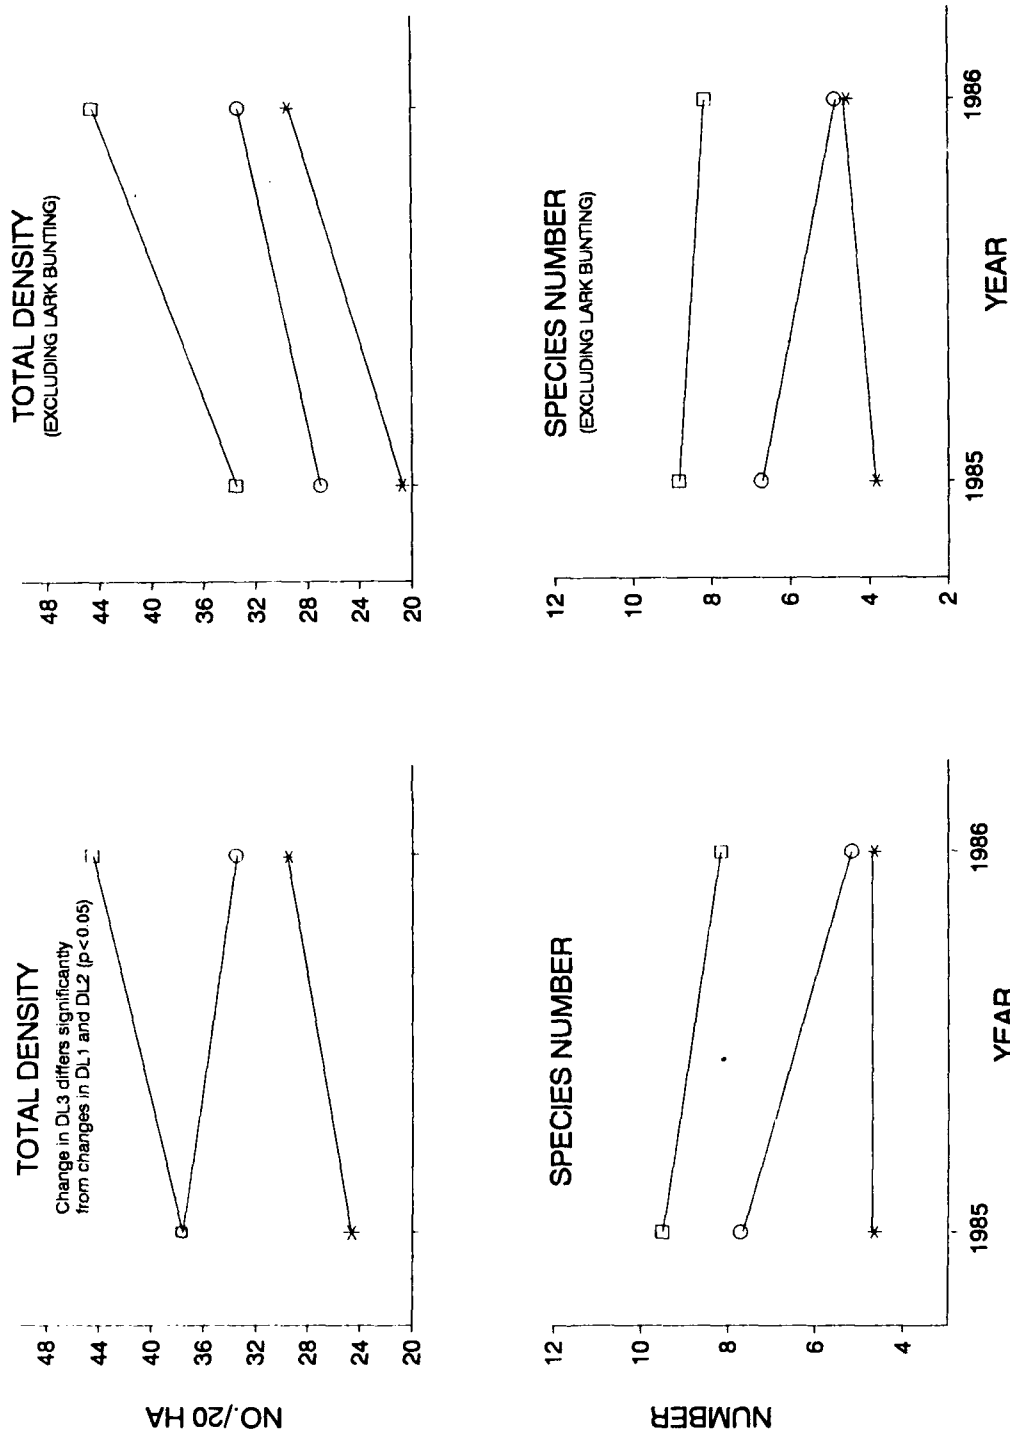 TOTAL DENSITY
Change in DL3 differs significantly
from changes in DL1 and DL2 (p<0.05)
NO./20 HA
48
44
40
36
32
28
24
20
TOTAL DENSITY
(EXCLUDING LARK BUNTING)
48
44
40
36
32
28
24
20
SPECIES NUMBER
NUMBER
12
10
8
6
4
1985
1986
YEAR
SPECIES NUMBER
(EXCLUDING LARK BUNTING)
12
10
8
6
4
2
1985
1986
YEAR